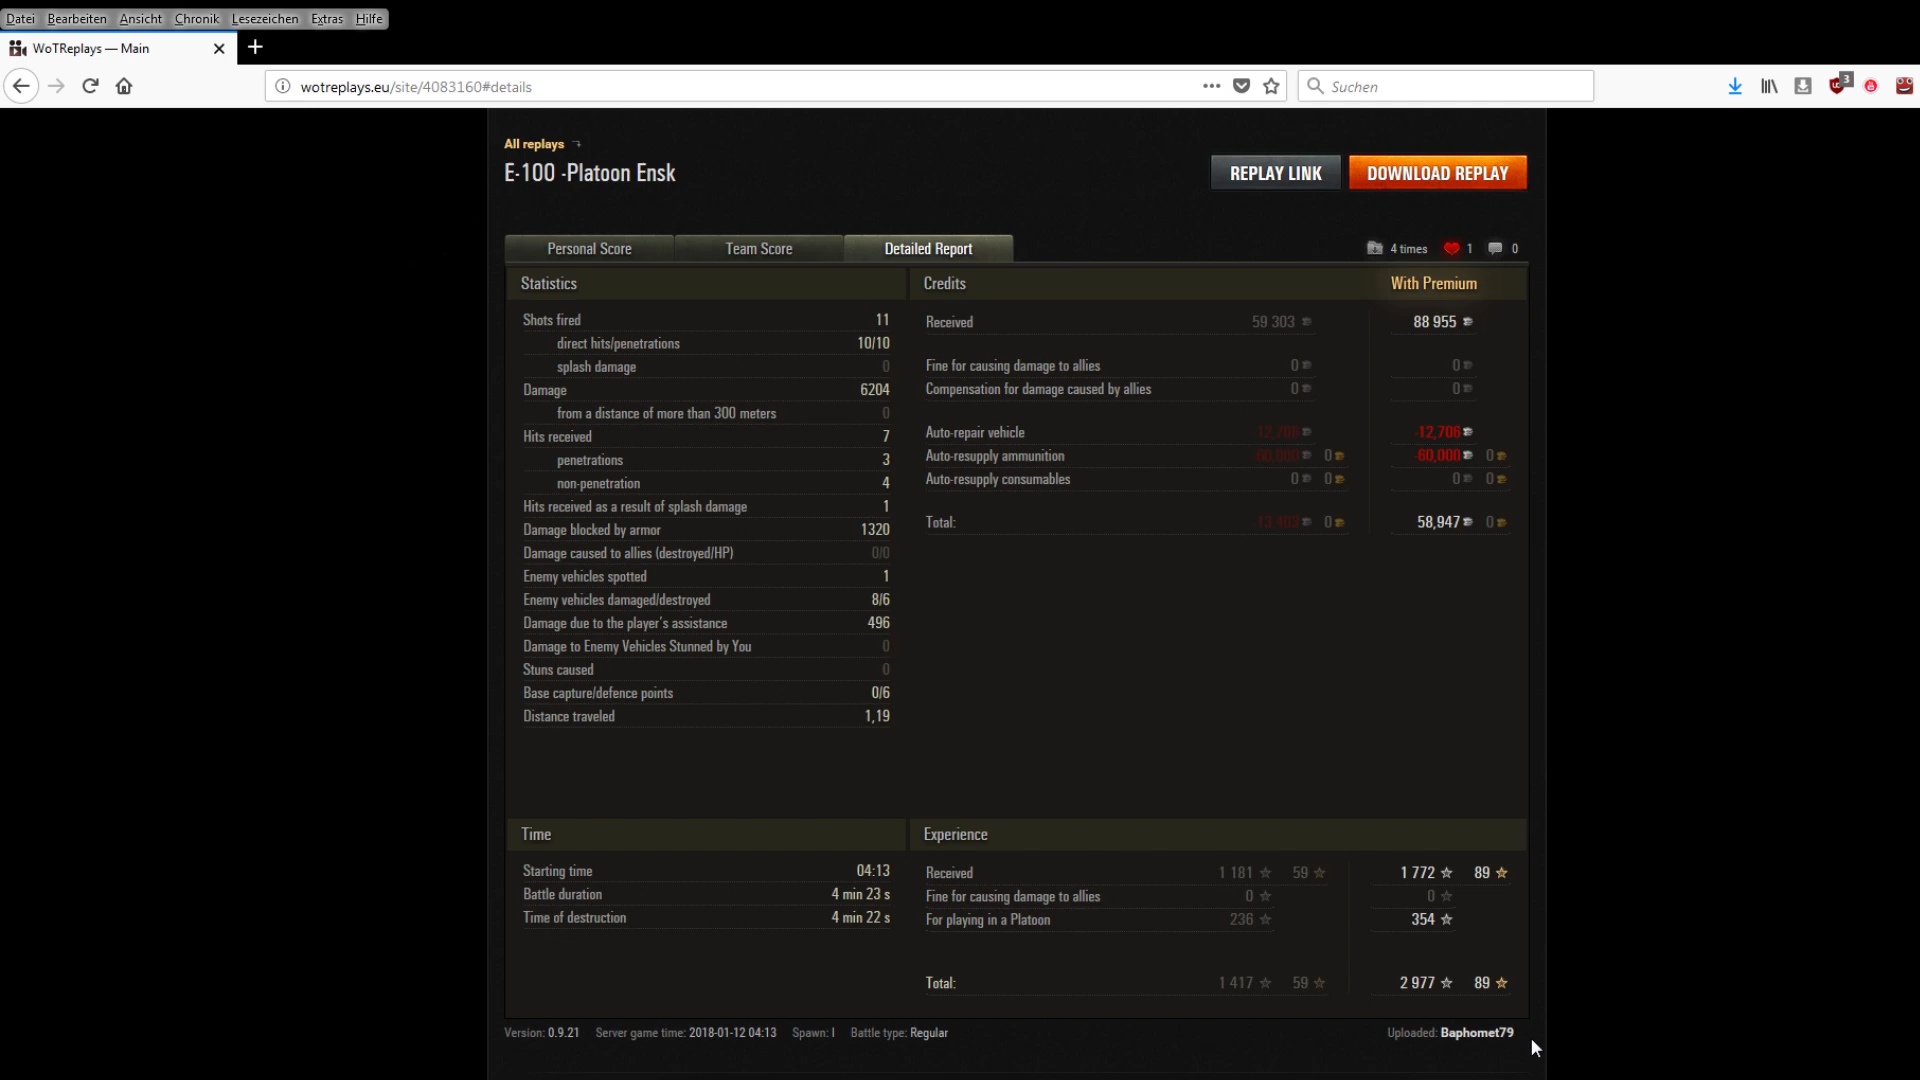 Datei Bearbeiten Ansicht Chronik Lesezeichen Extras Hilfe
WoTReplays — Main
wotreplays.eu/site/4083160#details
Suchen
3
All replays
E-100 -Platoon Ensk
REPLAY LINK
DOWNLOAD REPLAY
Personal Score
Team Score
Detailed Report
4 times 1 0
Statistics
Shots fired 11
direct hits/penetrations 10/10
splash damage 0
Damage 6204
from a distance of more than 300 meters 0
Hits received 7
penetrations 3
non-penetration 4
Hits received as a result of splash damage 1
Damage blocked by armor 1320
Damage caused to allies (destroyed/HP) 0/0
Enemy vehicles spotted 1
Enemy vehicles damaged/destroyed 8/6
Damage due to the player's assistance 496
Damage to Enemy Vehicles Stunned by You 0
Stuns caused 0
Base capture/defence points 0/6
Distance traveled 1,19
Credits With Premium
Received 59 303 88 955
Fine for causing damage to allies 0 0
Compensation for damage caused by allies 0 0
Auto-repair vehicle -12,706 -12,706
Auto-resupply ammunition -60,000 0 -60,000 0
Auto-resupply consumables 0 0 0 0
Total: -13,403 0 58,947 0
Time
Starting time 04:13
Battle duration 4 min 23 s
Time of destruction 4 min 22 s
Experience
Received 1 181 59 1 772 89
Fine for causing damage to allies 0 0
For playing in a Platoon 236 354
Total: 1 417 59 2 977 89
Version: 0.9.21 Server game time: 2018-01-12 04:13 Spawn: I Battle type: Regular
Uploaded: Baphomet79